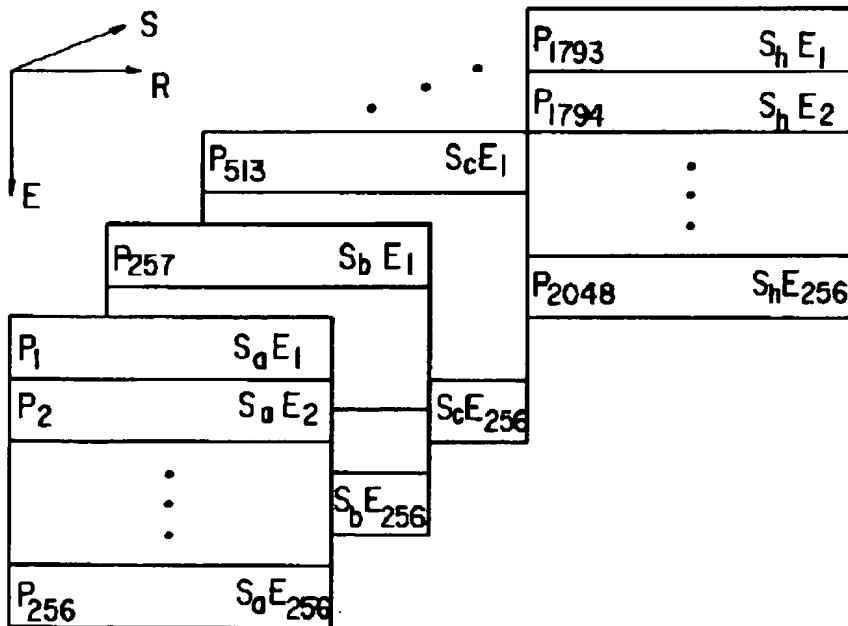 S
R
E
P1793 ShE1
P1794 ShE2
P2048 ShE256
P513 ScE1
ScE256
P257 SbE1
SbE256
P1 SaE1
P2 SaE2
P256 SaE256